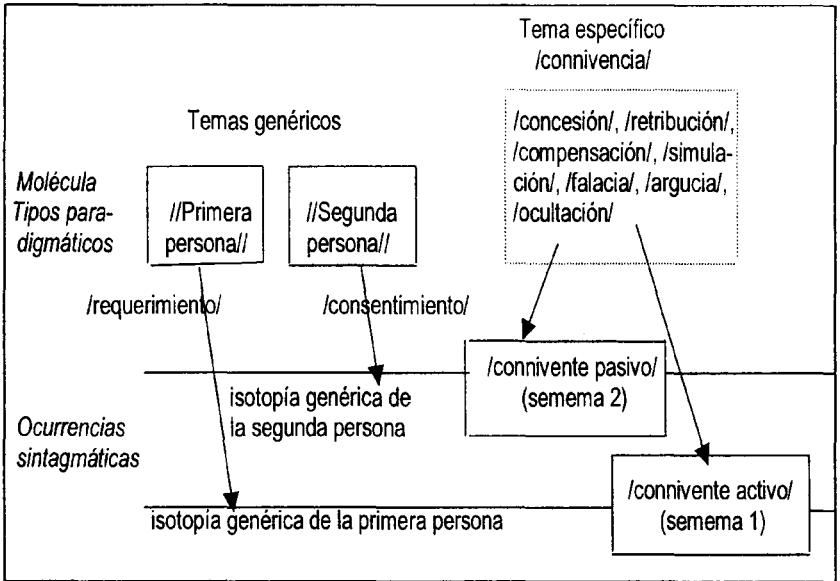 Tema específico
/connivencia/
Temas genéricos
/concesión/, /retribución/,
/compensación/, /simula-
ción/, /falacia/, /argucia/,
/ocultación/
Molécula
Tipos para-
digmáticos
//Primera
persona//
//Segunda
persona//
/requerimiento/
/consentimiento/
/connivente pasivo/
(semema 2)
isotopía genérica de
la segunda persona
Ocurrencias
sintagmáticas
/connivente activo/
(semema 1)
isotopía genérica de la primera persona